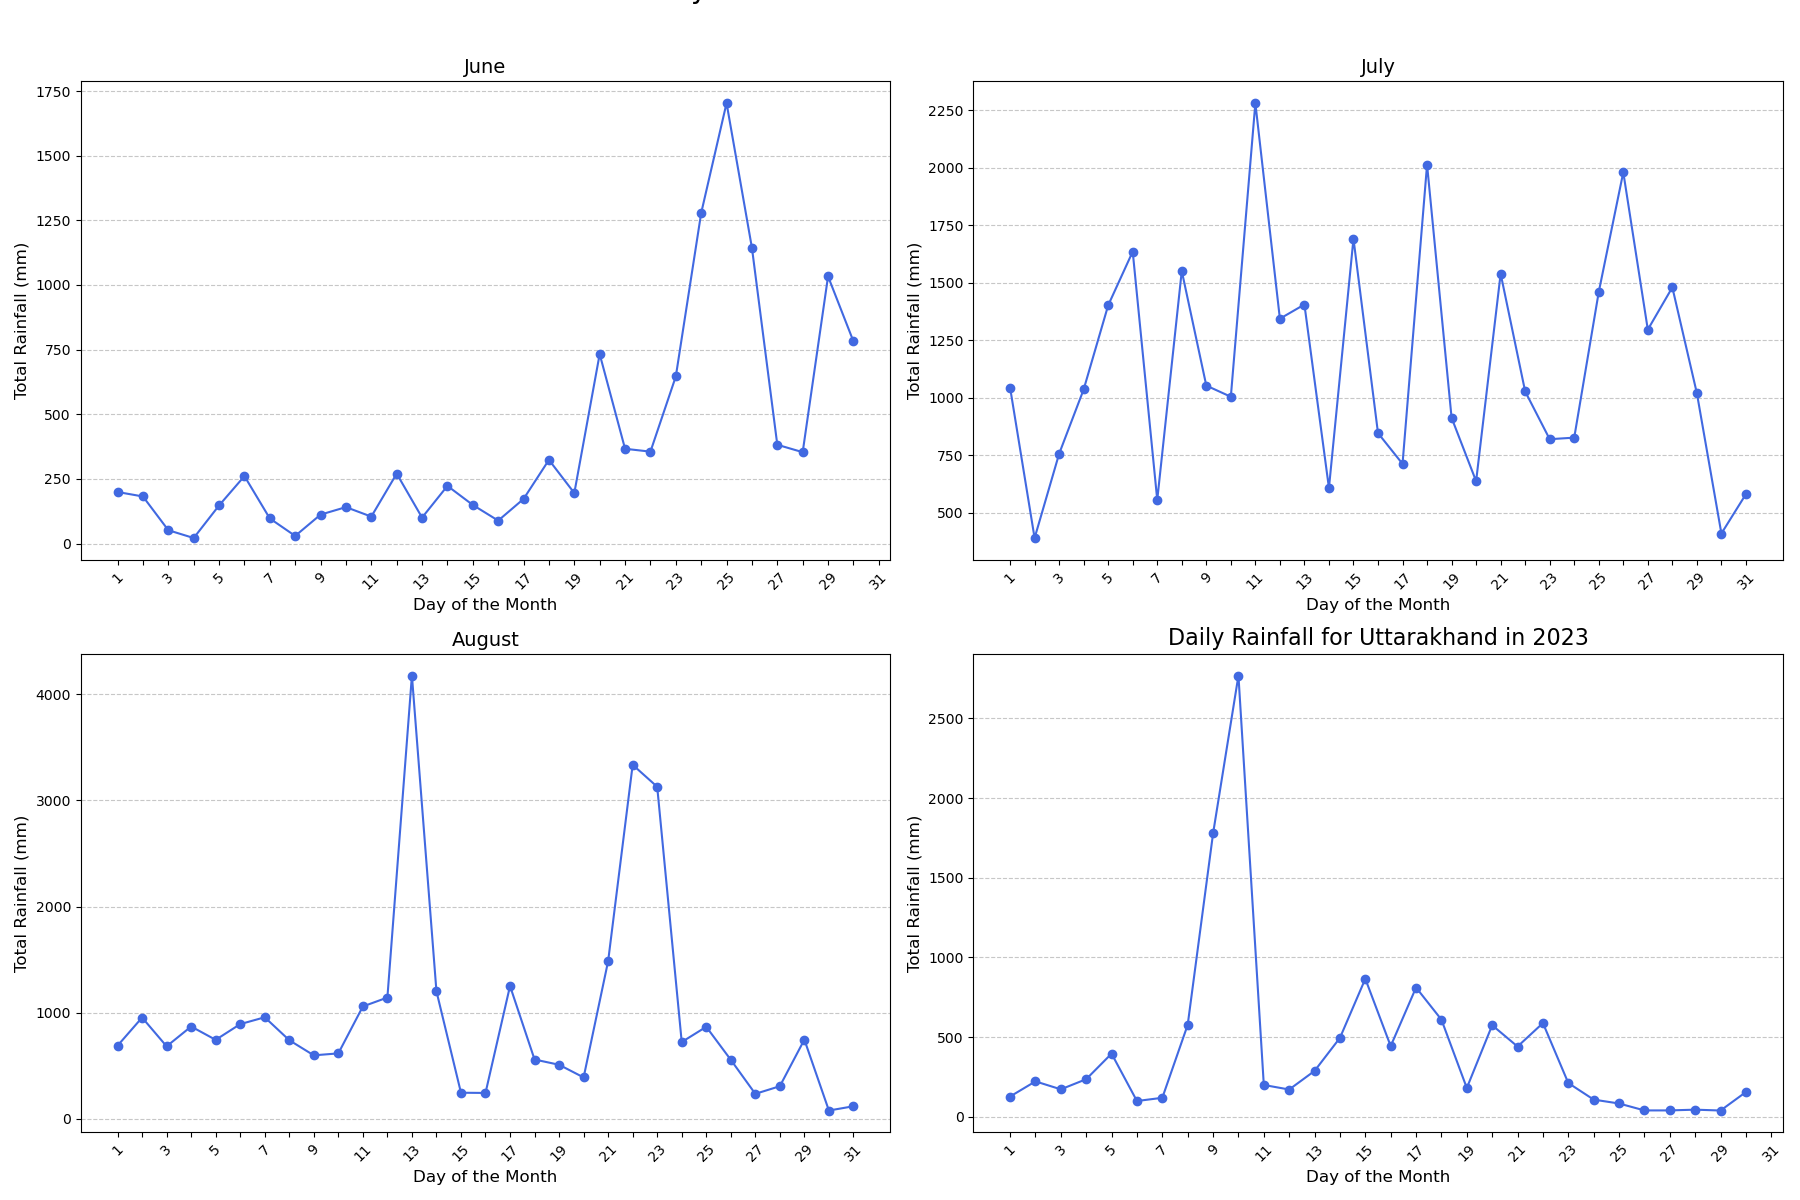 June
1750
1500
1250
1000
750
500
250
0
Total Rainfall (mm)
1 3 5 7 9 11 13 15 17 19 21 23 25 27 29 31
Day of the Month
July
2250
2000
1750
1500
1250
1000
750
500
Total Rainfall (mm)
1 3 5 7 9 11 13 15 17 19 21 23 25 27 29 31
Day of the Month
August
4000
3000
2000
1000
0
Total Rainfall (mm)
1 3 5 7 9 11 13 15 17 19 21 23 25 27 29 31
Day of the Month
Daily Rainfall for Uttarakhand in 2023
2500
2000
1500
1000
500
0
Total Rainfall (mm)
1 3 5 7 9 11 13 15 17 19 21 23 25 27 29 31
Day of the Month